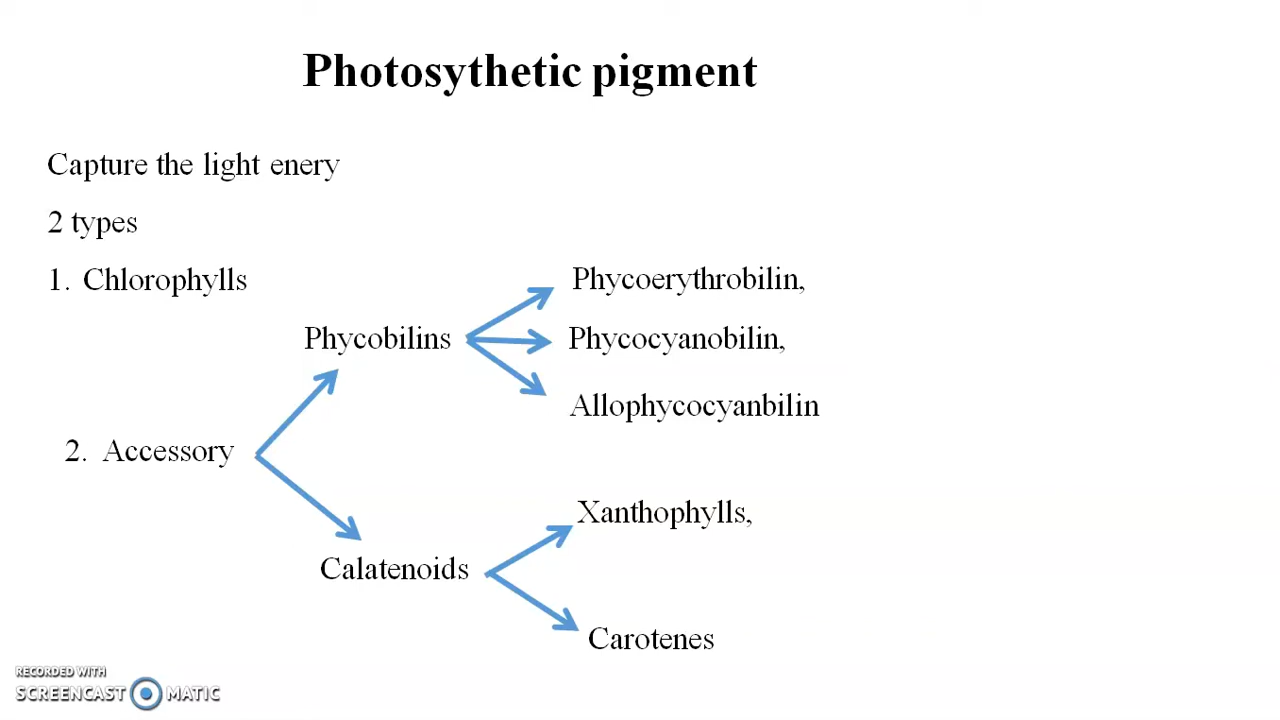 Photosythetic pigment
Capture the light enery
2 types
1. Chlorophylls
Phycoerythrobilin,
Phycobilins
Phycocyanobilin,
Allophycocyanbilin
2. Accessory
Xanthophylls,
Calatenoids
Carotenes
RECORDED WITH
SCREENCAST MATIC